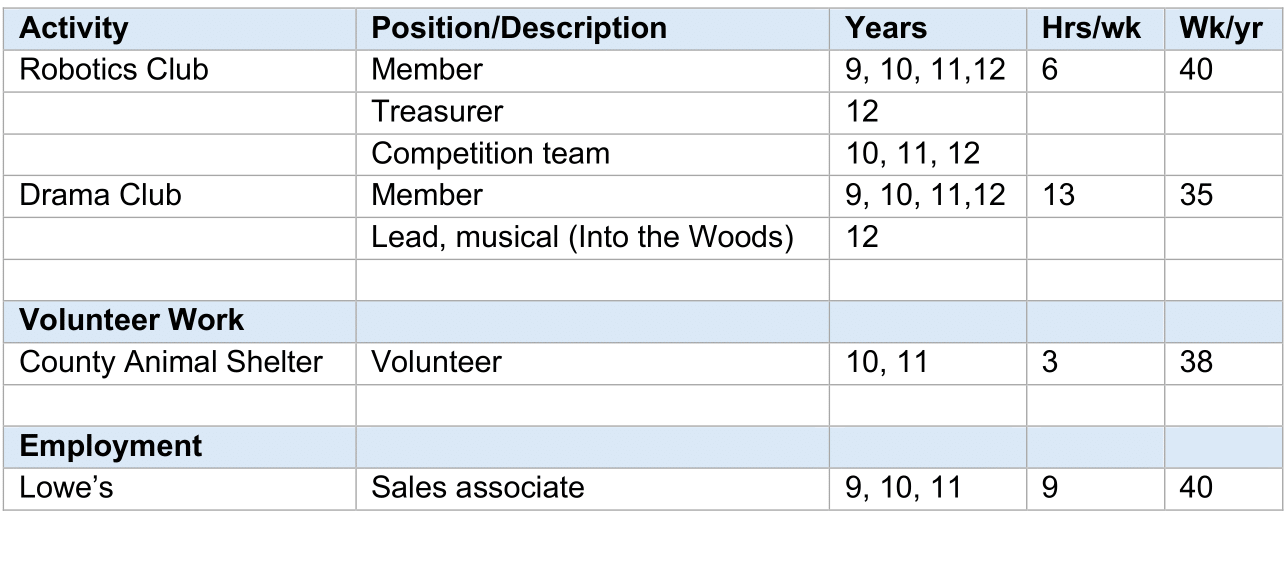 Activity Position/Description Years Hrs/wk Wk/yr
Robotics Club Member 9, 10, 11,12 6 40
Treasurer 12
Competition team 10, 11, 12
Drama Club Member 9, 10, 11,12 13 35
Lead, musical (Into the Woods) 12
Volunteer Work
County Animal Shelter Volunteer 10, 11 3 38
Employment
Lowe’s Sales associate 9, 10, 11 9 40